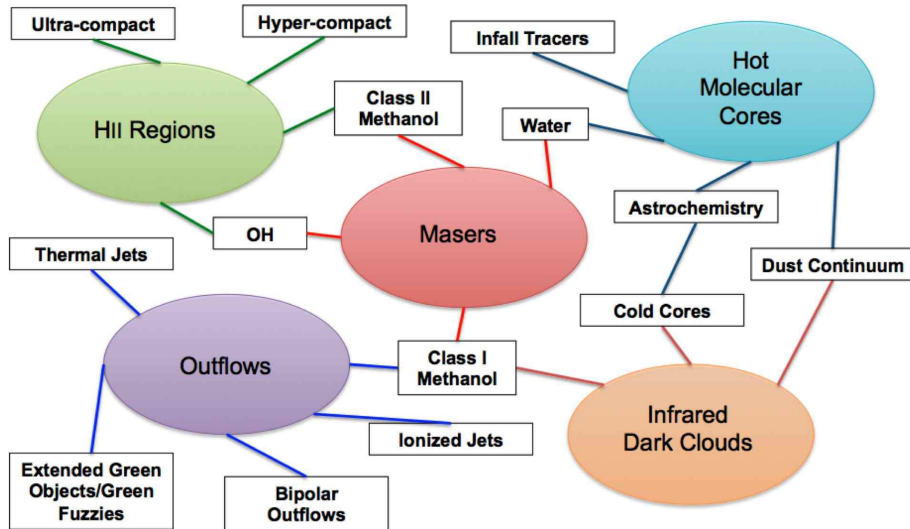 Ultra-compact
Hyper-compact
Infall Tracers
Hot
Molecular
Cores
HII Regions
Class II
Methanol
Water
Astrochemistry
OH
Masers
Thermal Jets
Dust Continuum
Cold Cores
Outflows
Class I
Methanol
Infrared
Dark Clouds
Ionized Jets
Extended Green
Objects/Green
Fuzzies
Bipolar
Outflows